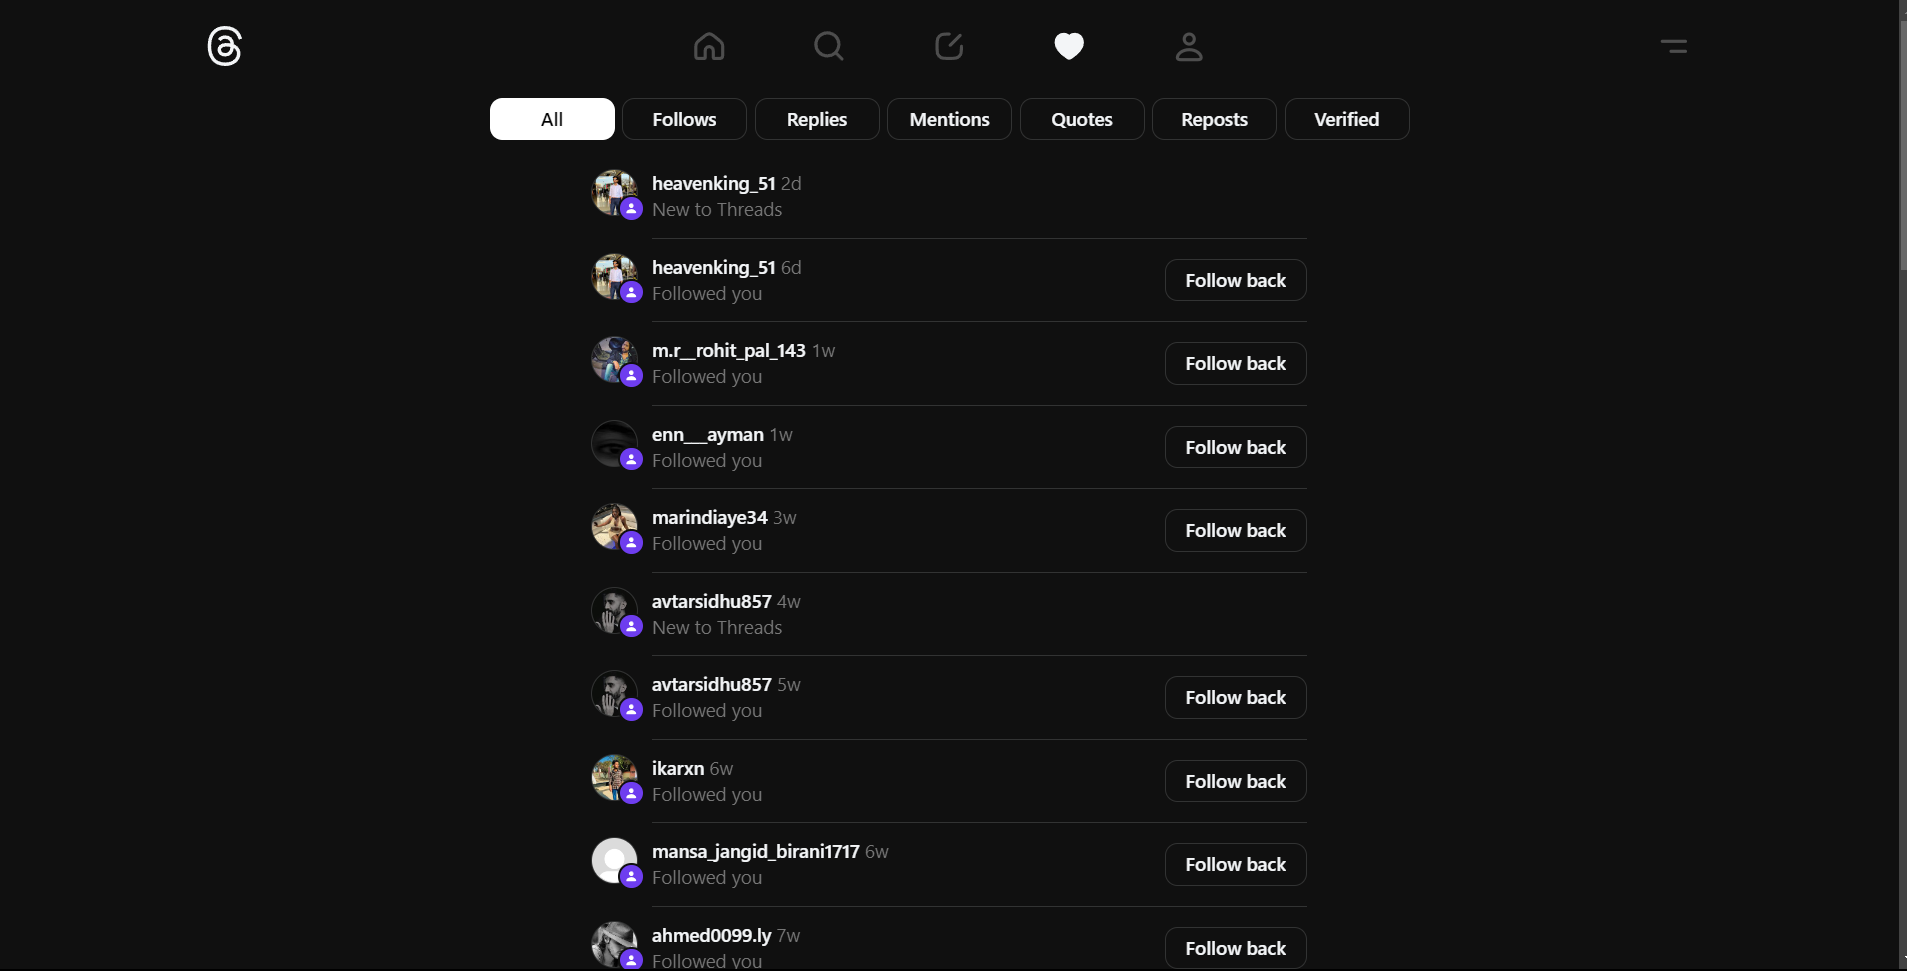 All
Follows
Replies
Mentions
Quotes
Reposts
Verified
heavenking_51 2d
New to Threads
heavenking_51 6d
Followed you
Follow back
m.r__rohit_pal_143 1w
Followed you
Follow back
enn___ayman 1w
Followed you
Follow back
marindiaye34 3w
Followed you
Follow back
avtarsidhu857 4w
New to Threads
avtarsidhu857 5w
Followed you
Follow back
ikarxn 6w
Followed you
Follow back
mansa_jangid_birani1717 6w
Followed you
Follow back
ahmed0099.ly 7w
Followed you
Follow back